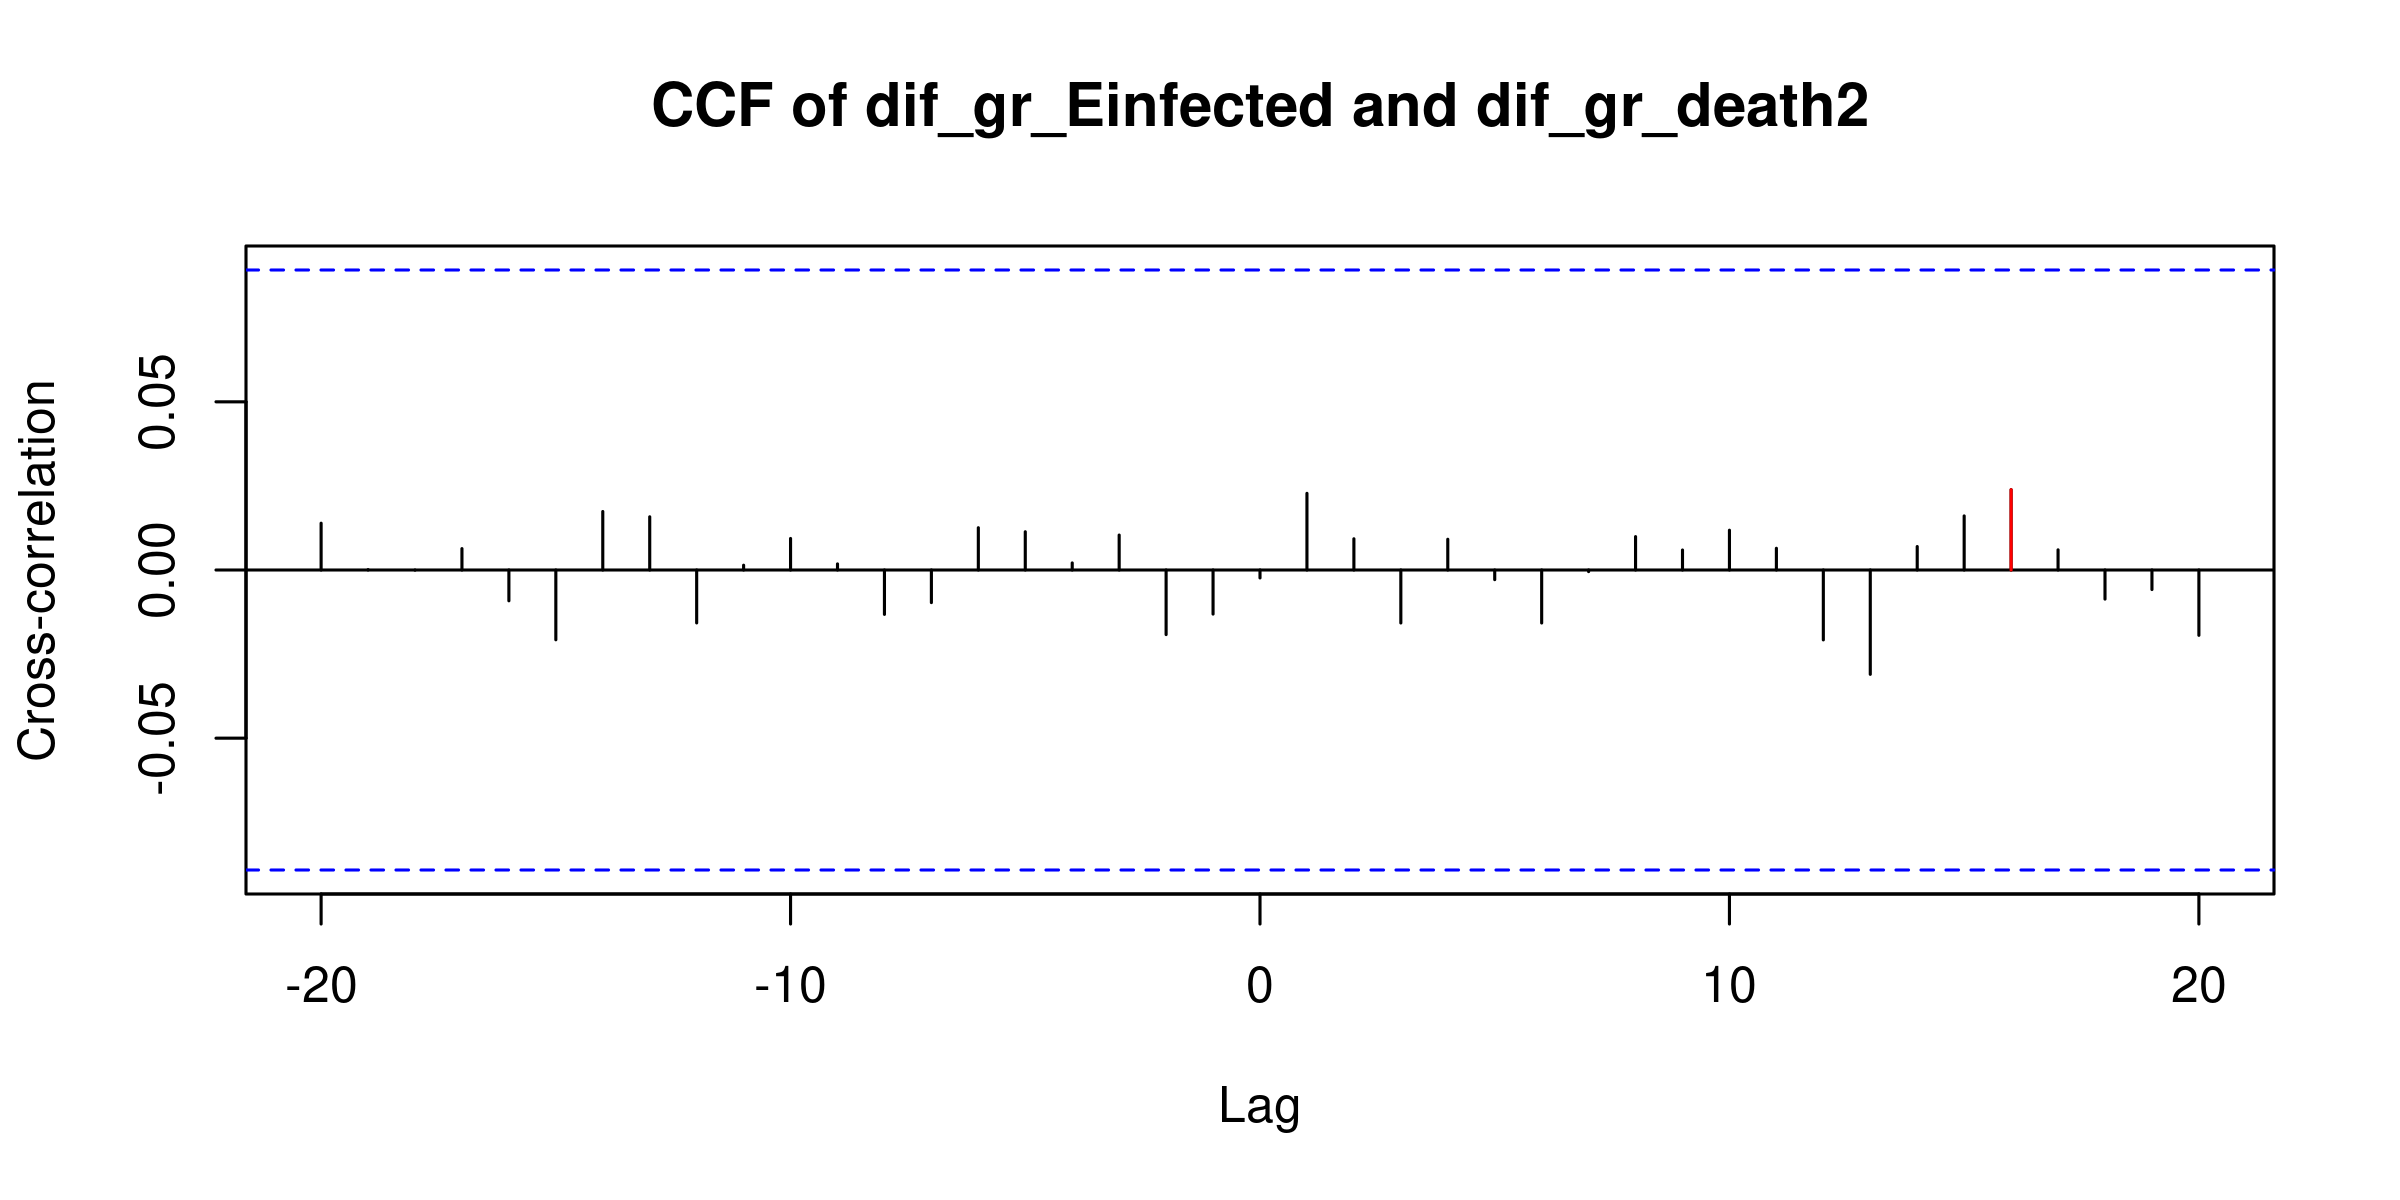 CCF of dif_gr_Einfected and dif_gr_death2
Cross-correlation
0.05
0.00
-0.05
-20 -10 0 10 20
Lag